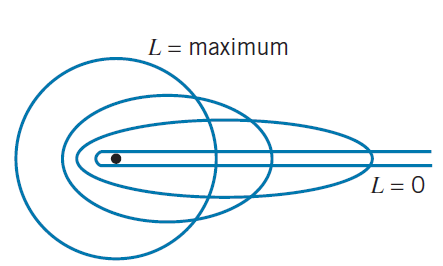 L = maximum
L = 0